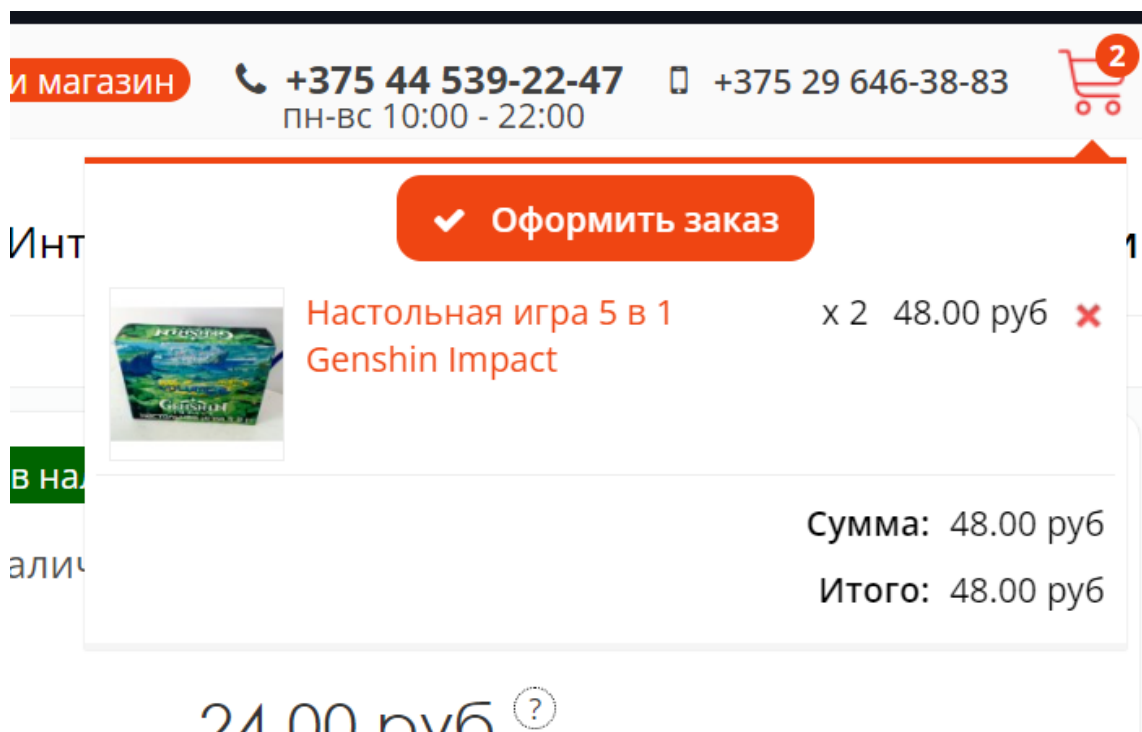 и магазин
+375 44 539-22-47
+375 29 646-38-83
2
пн-вс 10:00 - 22:00
Оформить заказ
Инт
и
Настольная игра 5 в 1
x 2 48.00 руб
Genshin Impact
GENSHIN
в на
Сумма: 48.00 руб
алич
Итого: 48.00 руб
24.00 руб ?